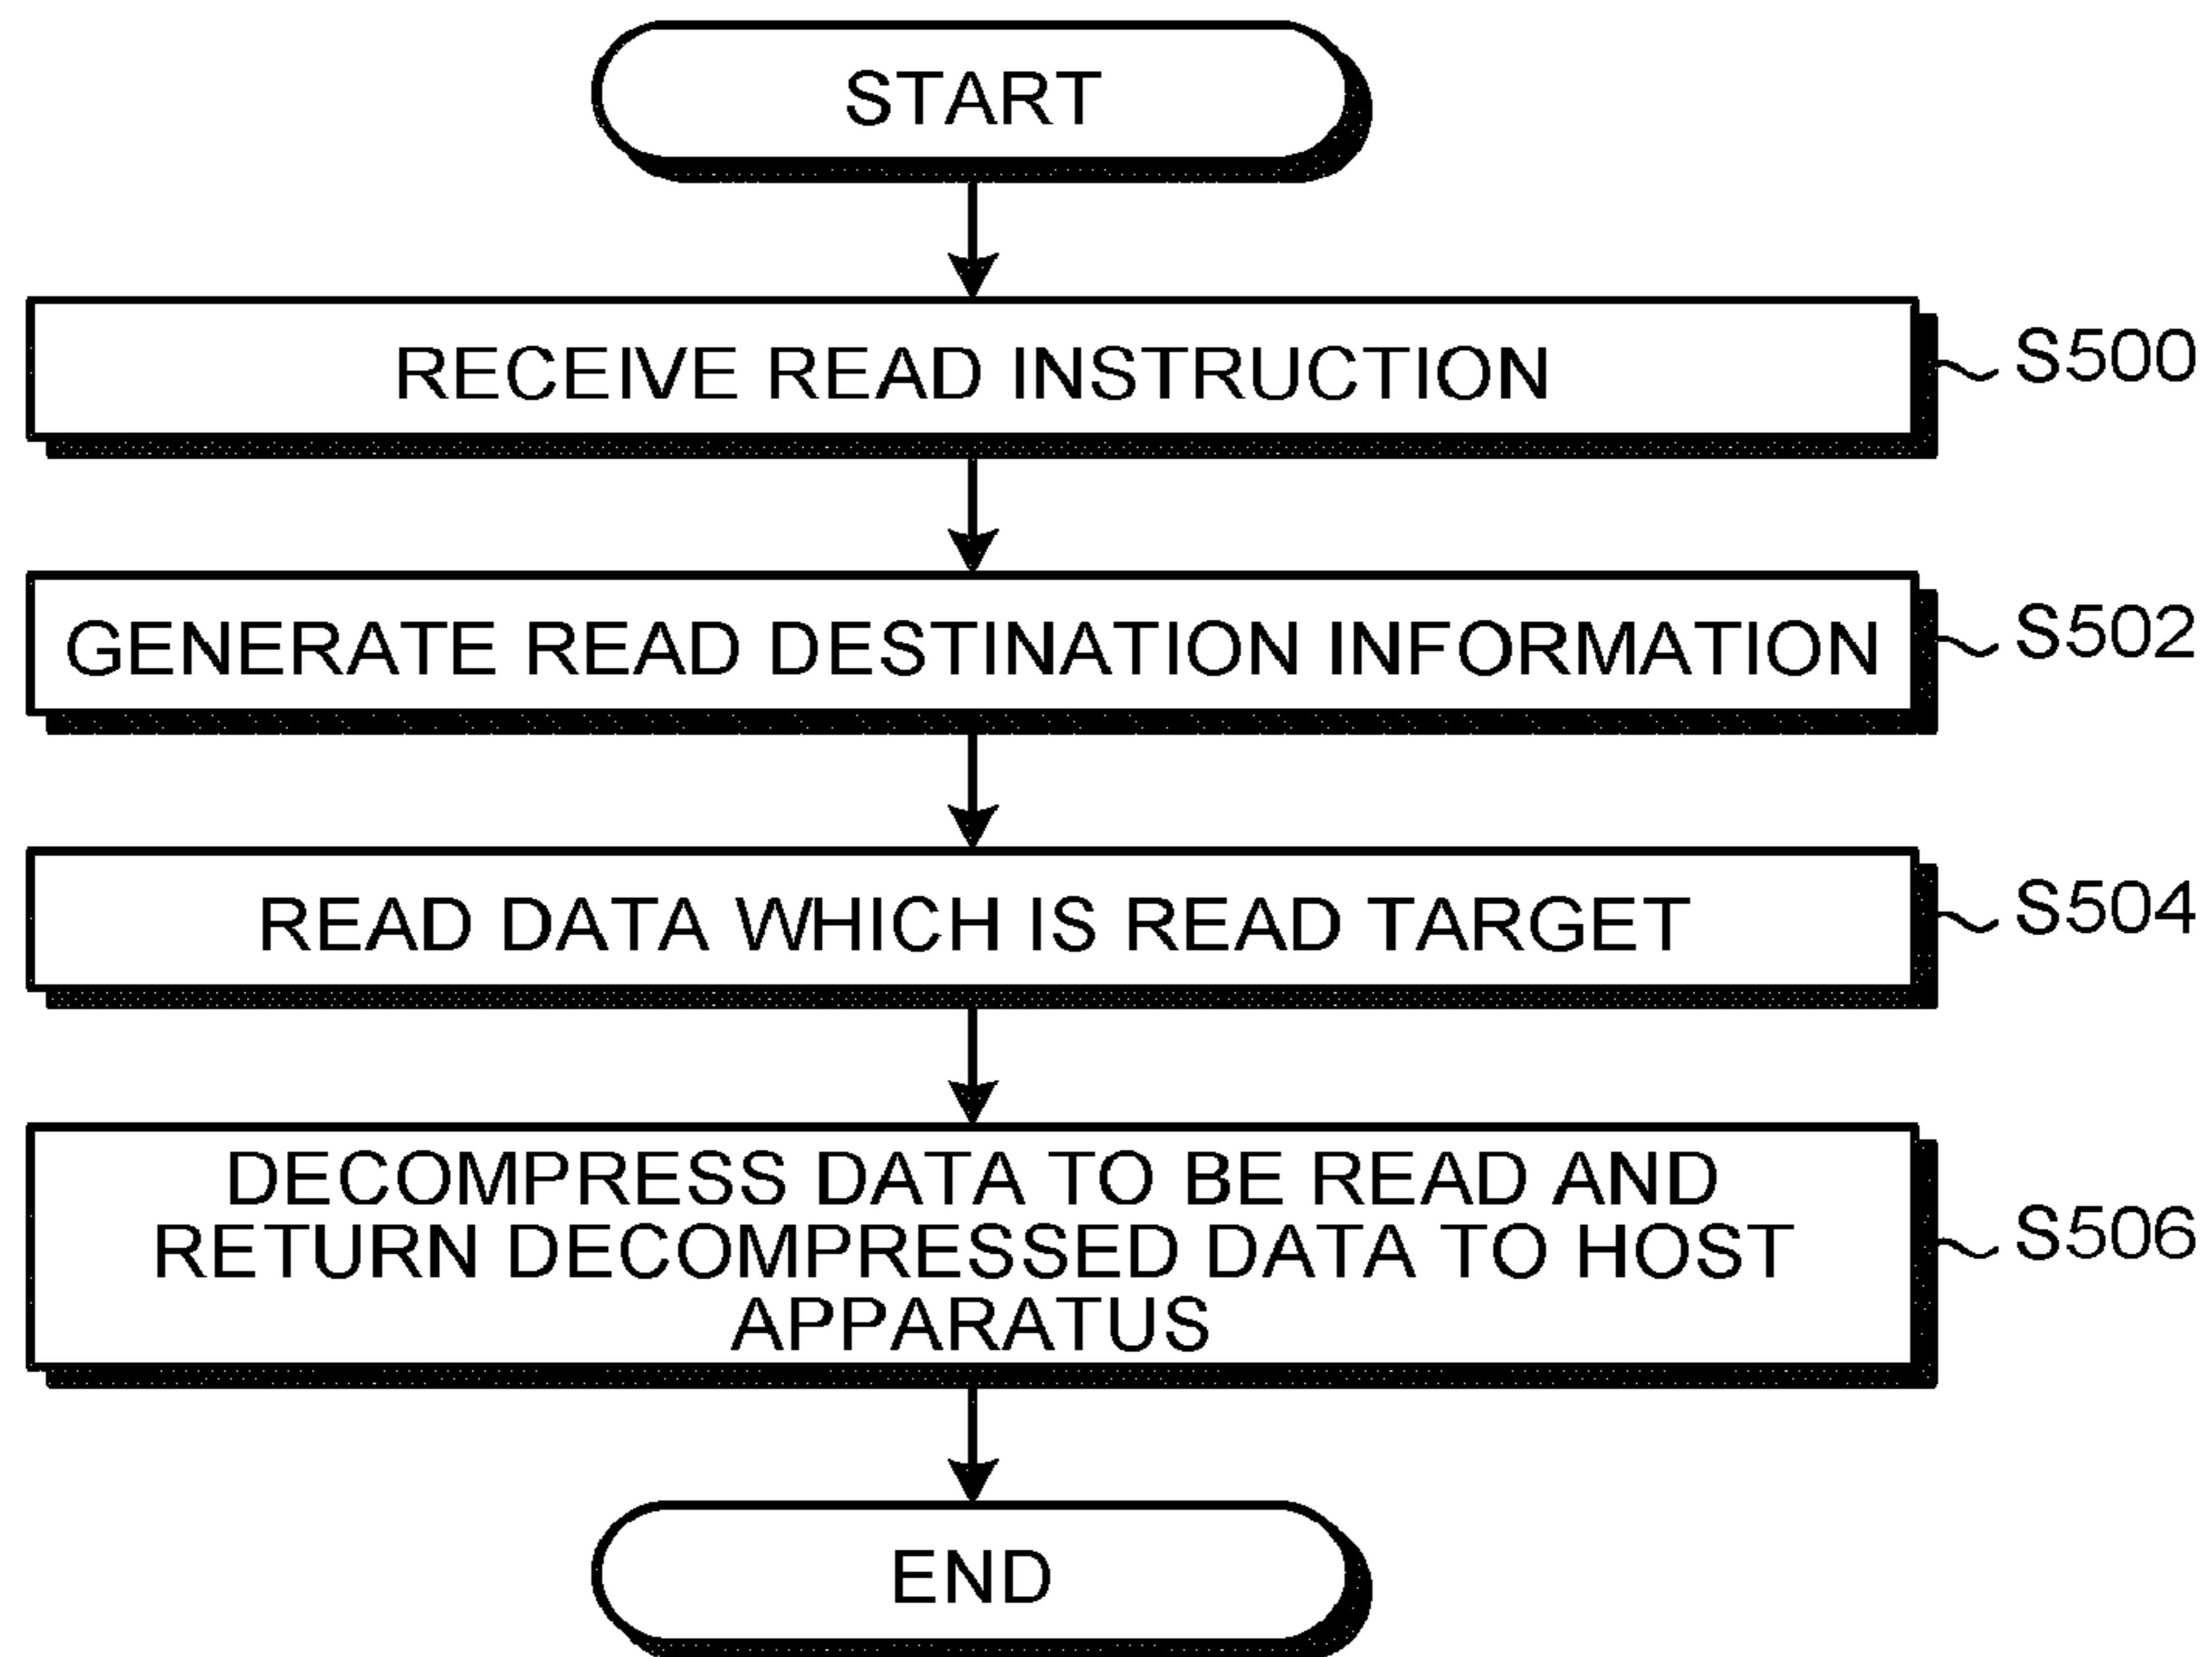 START
RECEIVE READ INSTRUCTION
S500
GENERATE READ DESTINATION INFORMATION
S502
READ DATA WHICH IS READ TARGET
S504
DECOMPRESS DATA TO BE READ AND
RETURN DECOMPRESSED DATA TO HOST
APPARATUS
S506
END